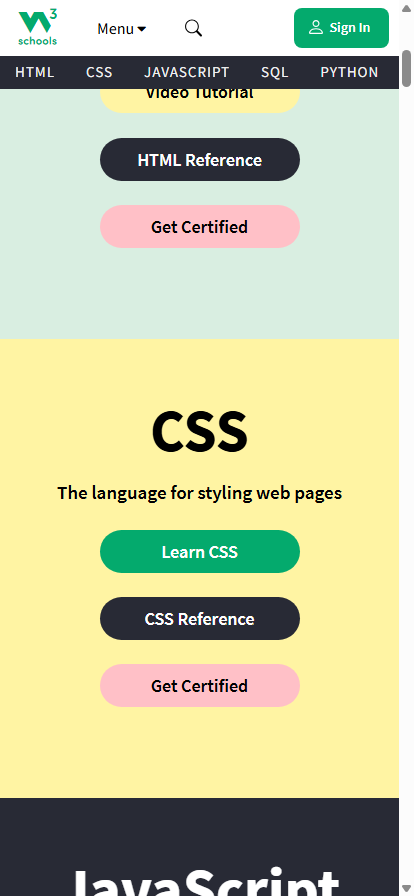 3
schools
Menu
Sign In
HTML CSS JAVASCRIPT SQL PYTHON
Video Tutorial
HTML Reference
Get Certified
CSS
The language for styling web pages
Learn CSS
CSS Reference
Get Certified
JavaScript